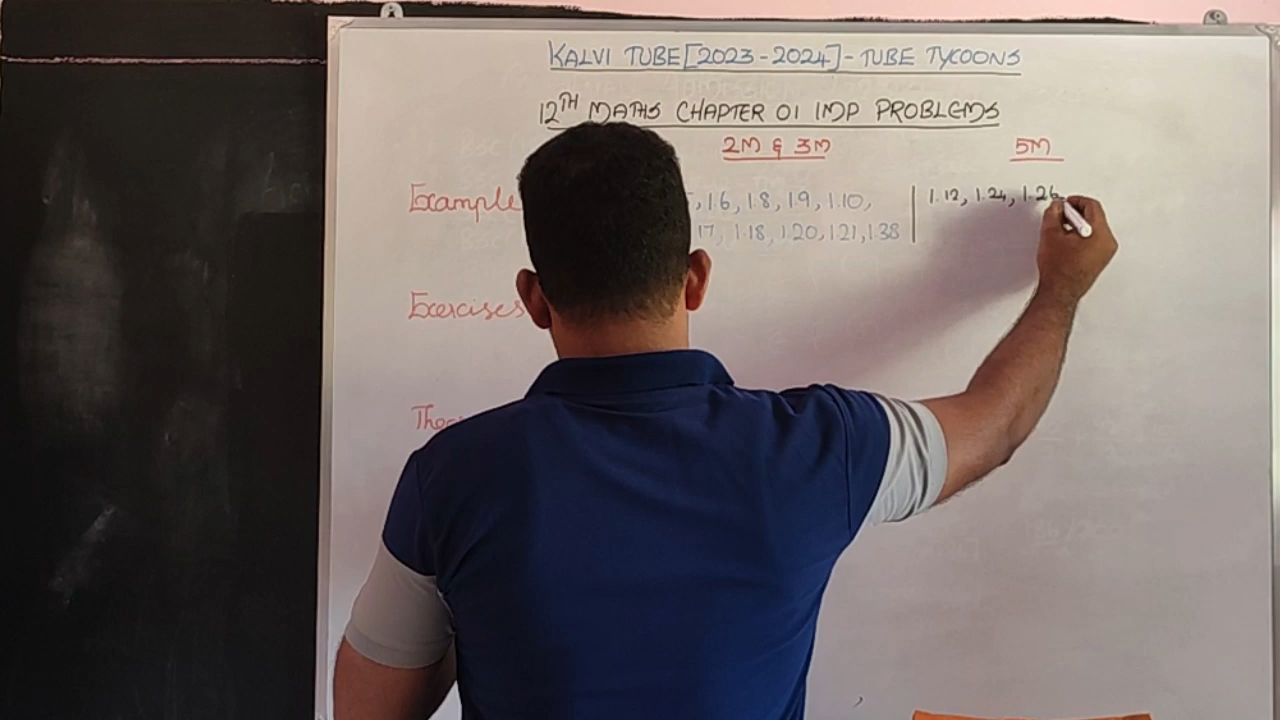 KALVI TUBE[2023-2024]-TUBE TYCOONS
12TH MATHS CHAPTER 01 IMP PROBLEMS
2M & 3M 5M
Example 1.6, 1.8, 1.9, 1.10, 1.12, 1.24, 1.26
17, 1.18, 1.20, 1.21, 1.38
Exercises